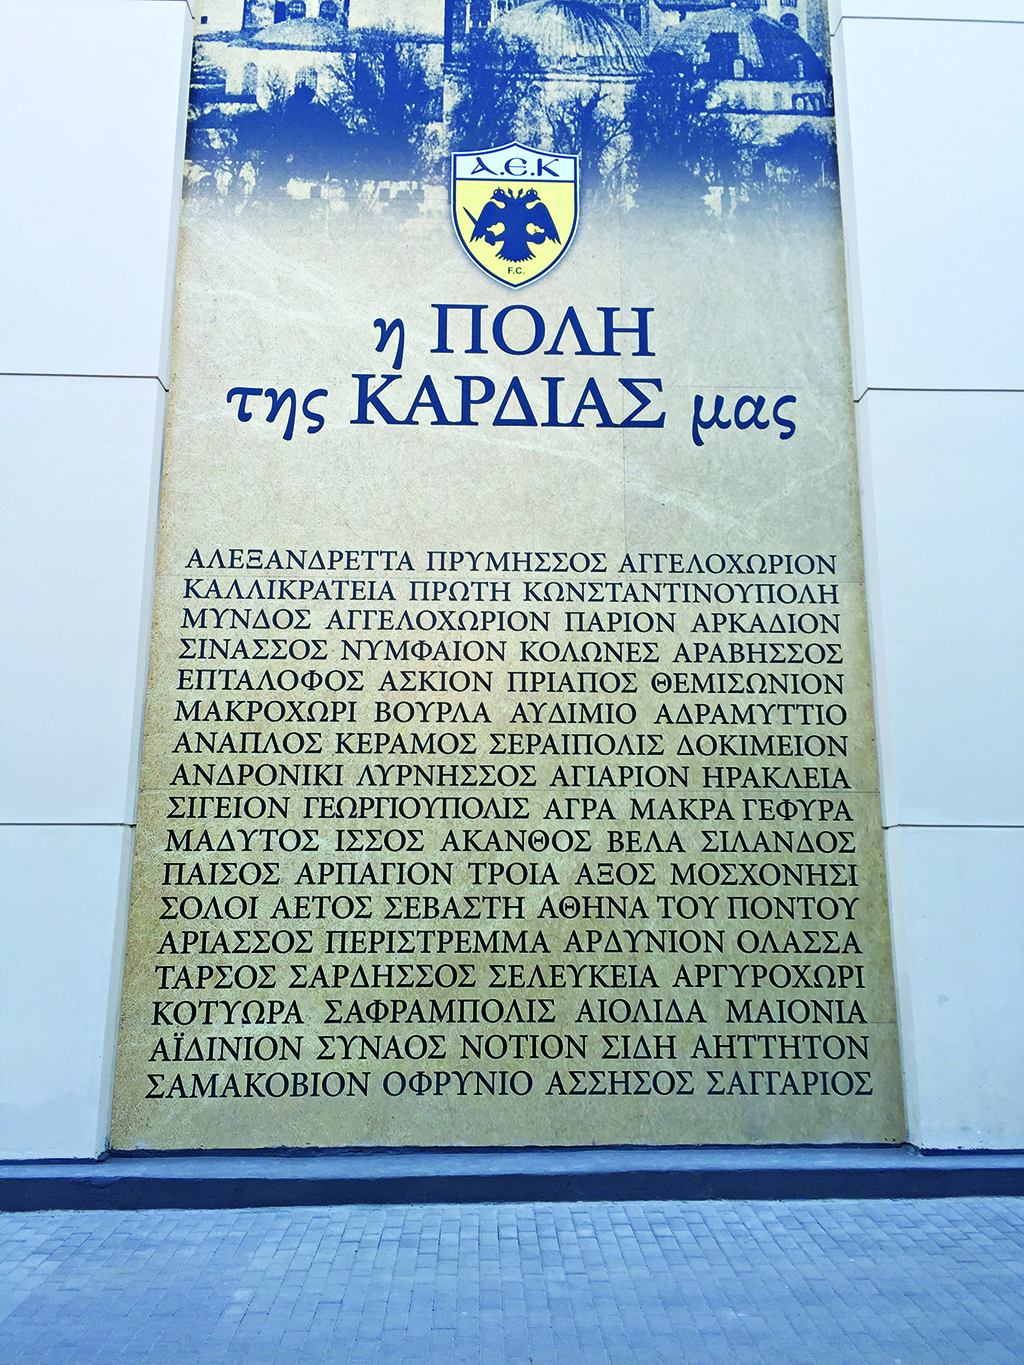 Α.Ε.Κ
F.C.
η ΠΟΛΗ
της ΚΑΡΔΙΑΣ μας
ΑΛΕΞΑΝΔΡΕΤΤΑ ΠΡΥΜΗΣΣΟΣ ΑΓΓΕΛΟΧΩΡΙΟΝ
ΚΑΛΛΙΚΡΑΤΕΙΑ ΠΡΩΤΗ ΚΩΝΣΤΑΝΤΙΝΟΥΠΟΛΗ
ΜΥΝΔΟΣ ΑΓΓΕΛΟΧΩΡΙΟΝ ΠΑΡΙΟΝ ΑΡΚΑΔΙΟΝ
ΣΙΝΑΣΣΟΣ ΝΥΜΦΑΙΟΝ ΚΟΛΩΝΕΣ ΑΡΑΒΗΣΣΟΣ
ΕΠΤΑΛΟΦΟΣ ΑΣΚΙΟΝ ΠΡΙΑΠΟΣ ΘΕΜΙΣΩΝΙΟΝ
ΜΑΚΡΟΧΩΡΙ ΒΟΥΡΛΑ ΑΥΔΙΜΙΟ ΑΔΡΑΜΥΤΤΙΟ
ΑΝΑΠΛΟΣ ΚΕΡΑΜΟΣ ΣΕΡΑΙΠΟΛΙΣ ΔΟΚΙΜΕΙΟΝ
ΑΝΔΡΟΝΙΚΙ ΛΥΡΝΗΣΣΟΣ ΑΓΙΑΡΙΟΝ ΗΡΑΚΛΕΙΑ
ΣΙΓΕΙΟΝ ΓΕΩΡΓΙΟΥΠΟΛΙΣ ΑΓΡΑ ΜΑΚΡΑ ΓΕΦΥΡΑ
ΜΑΔΥΤΟΣ ΙΣΣΟΣ ΑΚΑΝΘΟΣ ΒΕΛΑ ΣΙΛΑΝΔΟΣ
ΠΑΙΣΟΣ ΑΡΠΑΓΙΟΝ ΤΡΟΙΑ ΑΞΟΣ ΜΟΣΧΟΝΗΣΙ
ΣΟΛΟΙ ΑΕΤΟΣ ΣΕΒΑΣΤΗ ΑΘΗΝΑ ΤΟΥ ΠΟΝΤΟΥ
ΑΡΙΑΣΣΟΣ ΠΕΡΙΣΤΡΕΜΜΑ ΑΡΔΥΝΙΟΝ ΟΛΑΣΣΑ
ΤΑΡΣΟΣ ΣΑΡΔΗΣΣΟΣ ΣΕΛΕΥΚΕΙΑ ΑΡΓΥΡΟΧΩΡΙ
ΚΟΤΥΩΡΑ ΣΑΦΡΑΜΠΟΛΙΣ ΑΙΟΛΙΔΑ ΜΑΙΟΝΙΑ
ΑΪΔΙΝΙΟΝ ΣΥΝΑΟΣ ΝΟΤΙΟΝ ΣΙΔΗ ΑΗΤΤΗΤΟΝ
ΣΑΜΑΚΟΒΙΟΝ ΟΦΡΥΝΙΟ ΑΣΣΗΣΟΣ ΣΑΓΓΑΡΙΟΣ